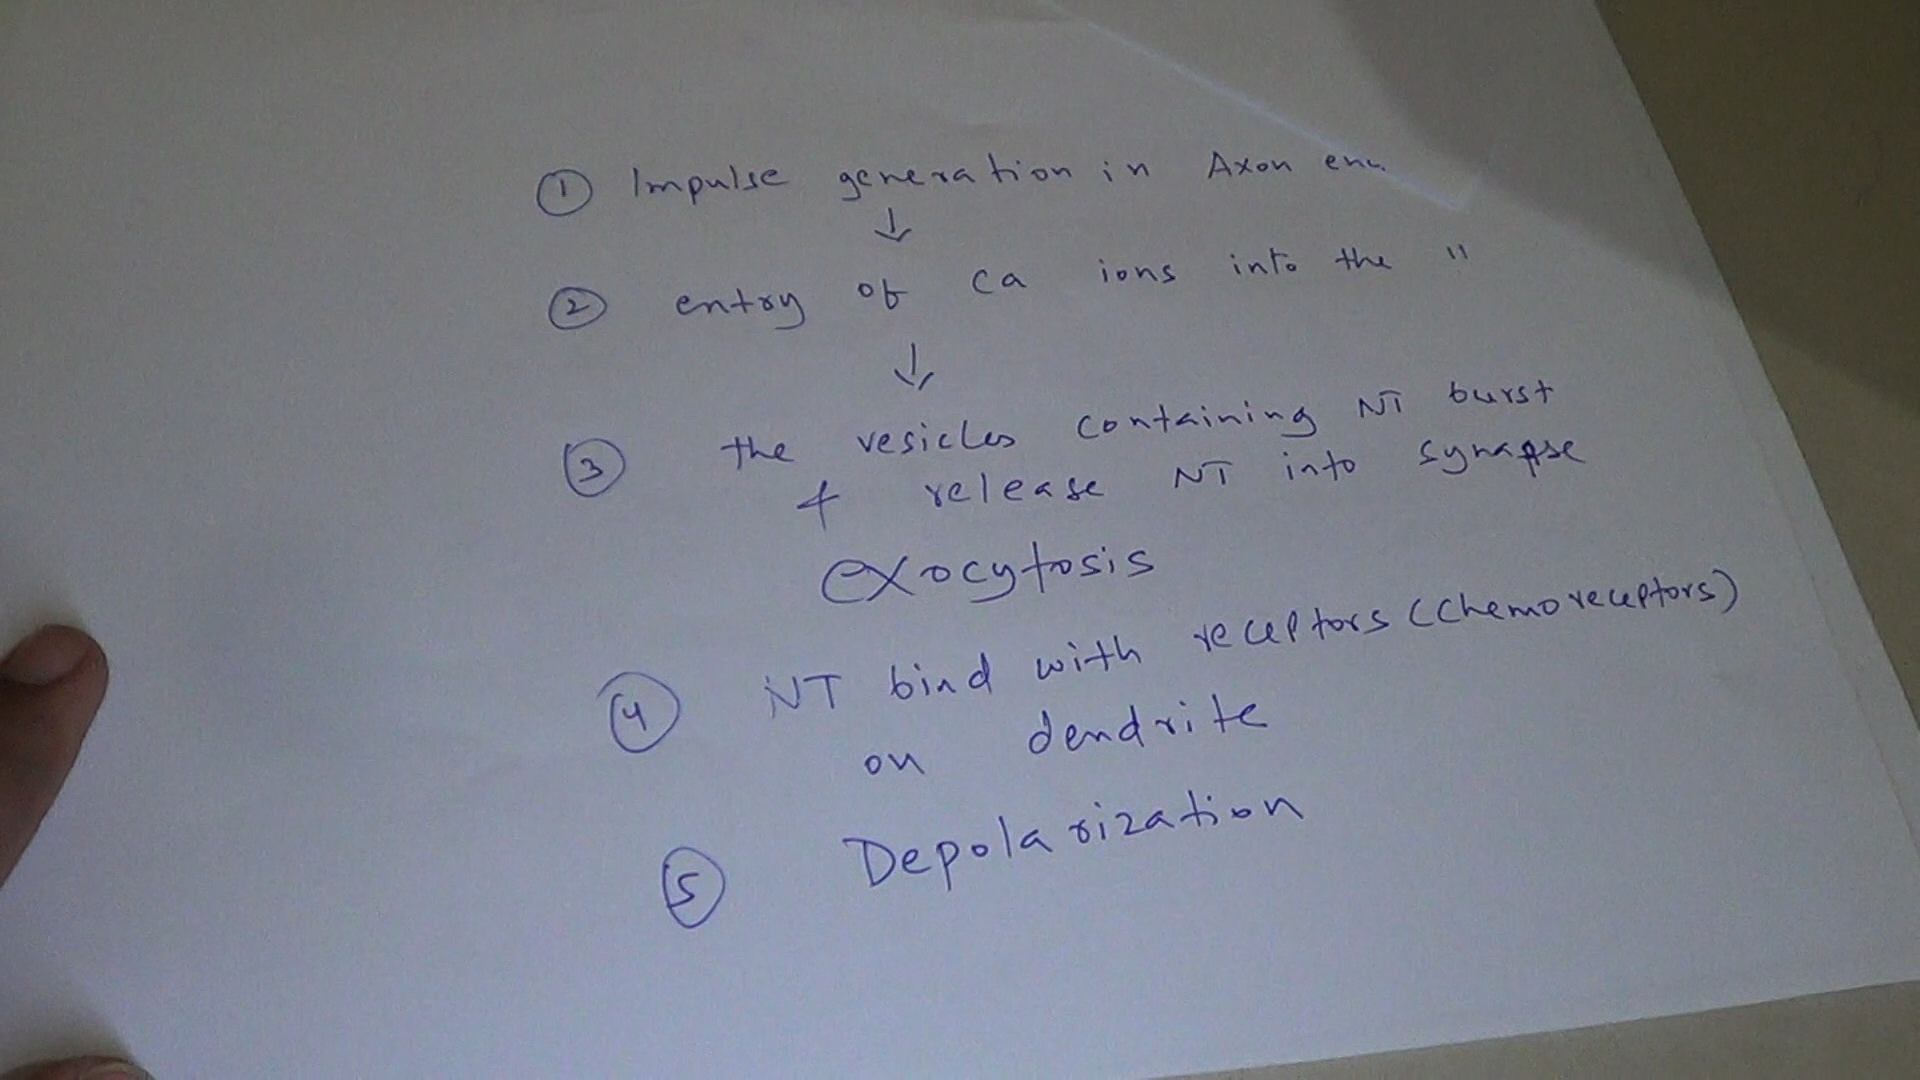 ① Impulse generation in Axon end
↓
② entry of ca ions into the "
↓
③ the vesicles containing NT burst
& release NT into synapse
exocytosis
④ NT bind with receptors (chemoreceptors)
on dendrite
⑤ Depolarization